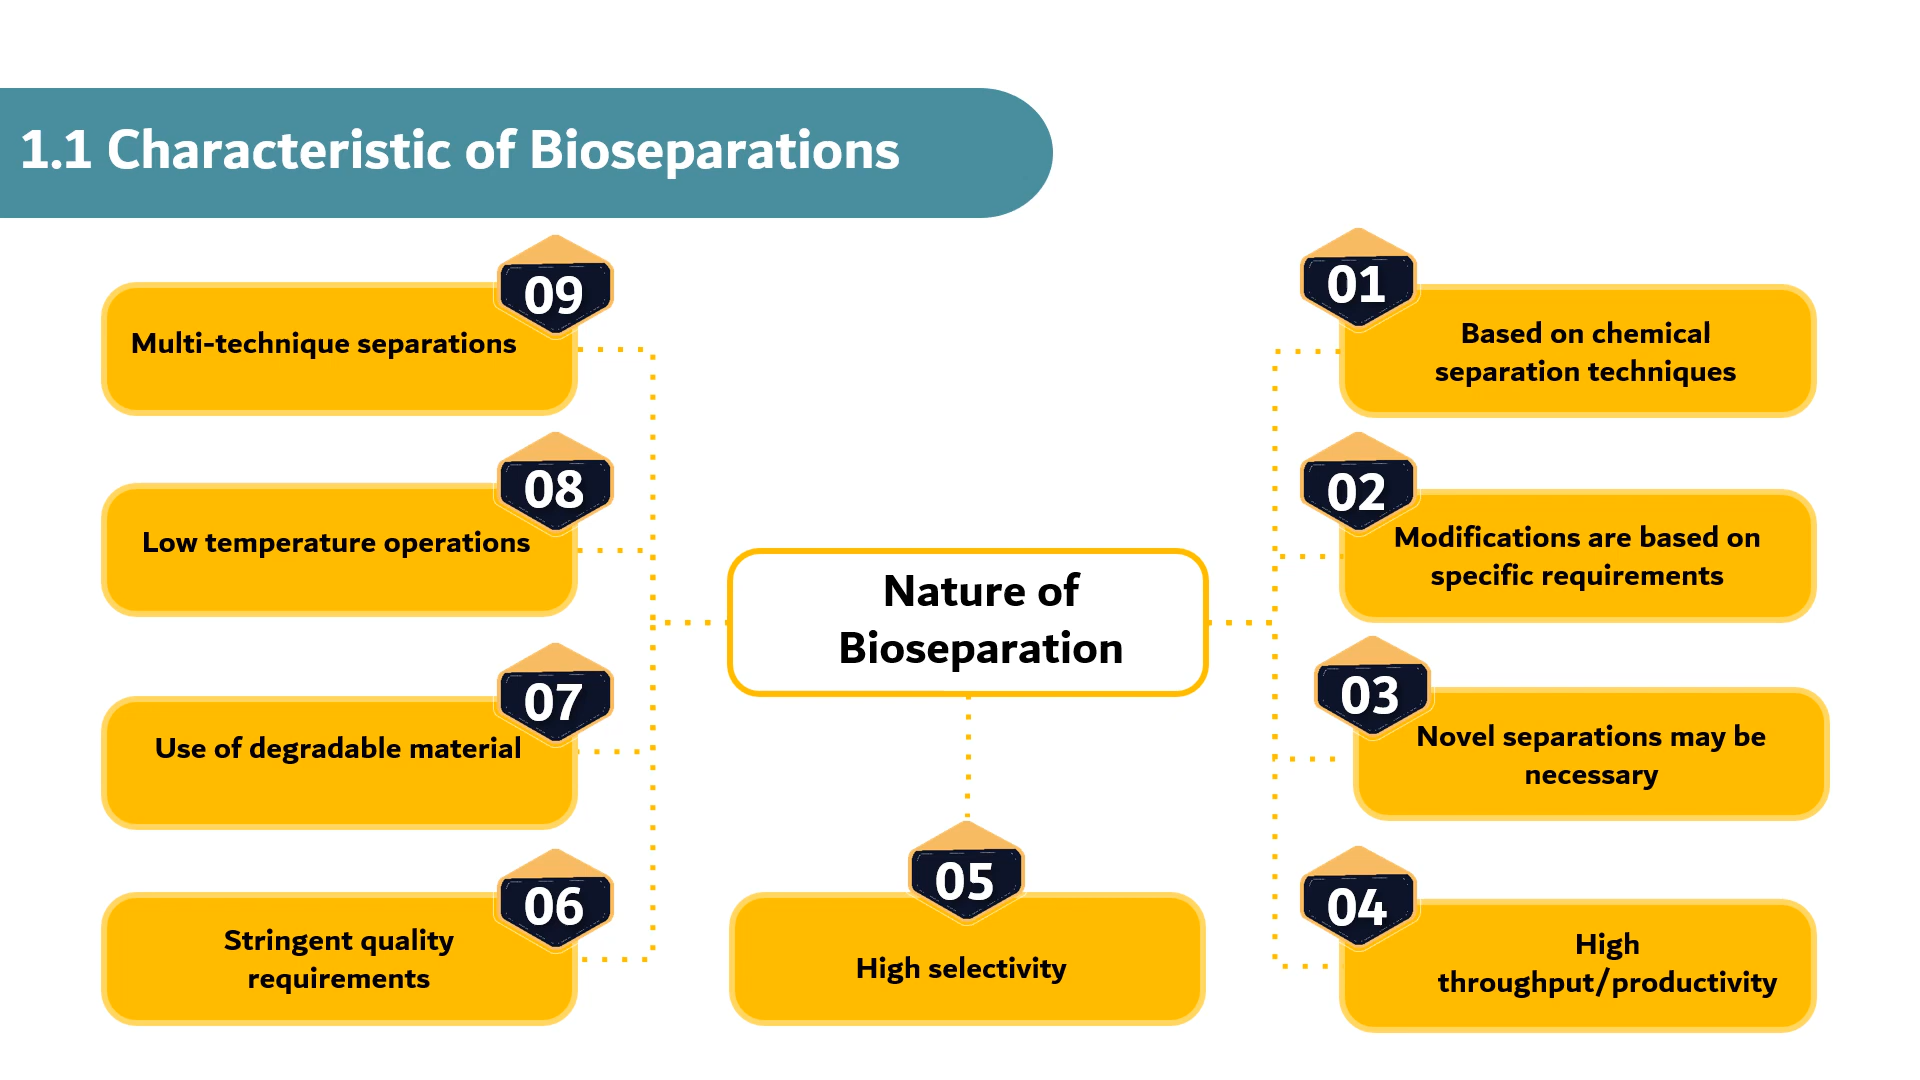 1.1 Characteristic of Bioseparations
09
Multi-technique separations
08
Low temperature operations
07
Use of degradable material
06
Stringent quality
requirements
Nature of
Bioseparation
05
High selectivity
01
Based on chemical
separation techniques
02
Modifications are based on
specific requirements
03
Novel separations may be
necessary
04
High
throughput/productivity